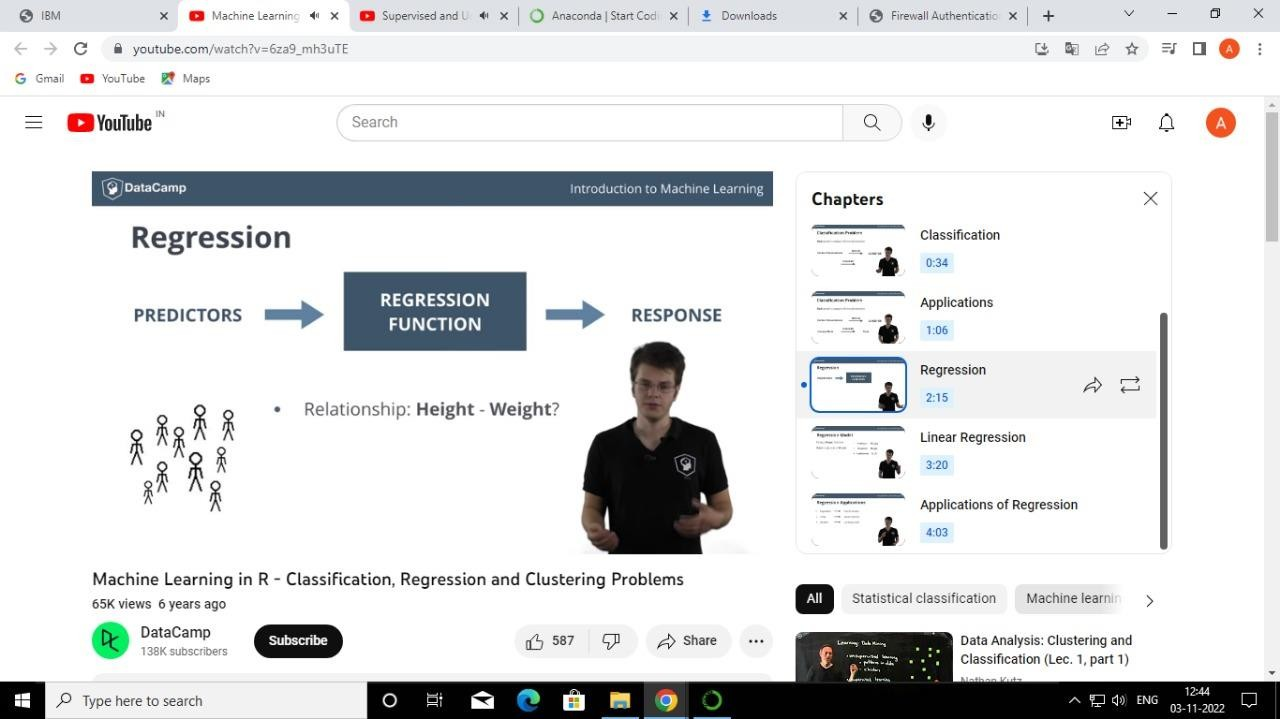 IBM
Machine Learning
Supervised and U
Anaconda | Start Codi
Downloads
Firewall Authenticatio
youtube.com/watch?v=6za9_mh3uTE
A
Gmail
YouTube
Maps
YouTube IN
Search
A
DataCamp
Introduction to Machine Learning
Regression
PREDICTORS
REGRESSION
FUNCTION
RESPONSE
• Relationship: Height - Weight?
Chapters
Classification
0:34
Applications
1:06
Regression
2:15
Linear Regression
3:20
Applications of Regression
4:03
Machine Learning in R - Classification, Regression and Clustering Problems
65K views 6 years ago
DataCamp
138K subscribers
Subscribe
587
Share
All
Statistical classification
Machine learnin
Data Analysis: Clustering and
Classification (Lec. 1, part 1)
Nathan Kutz
Type here to search
ENG
12:44
03-11-2022